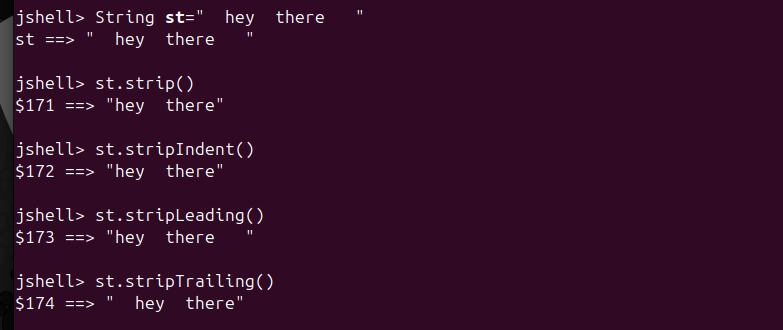 jshell> String st="  hey  there   "
st ==> "  hey  there   "
jshell> st.strip()
$171 ==> "hey  there"
jshell> st.stripIndent()
$172 ==> "hey  there"
jshell> st.stripLeading()
$173 ==> "hey  there   "
jshell> st.stripTrailing()
$174 ==> "  hey  there"